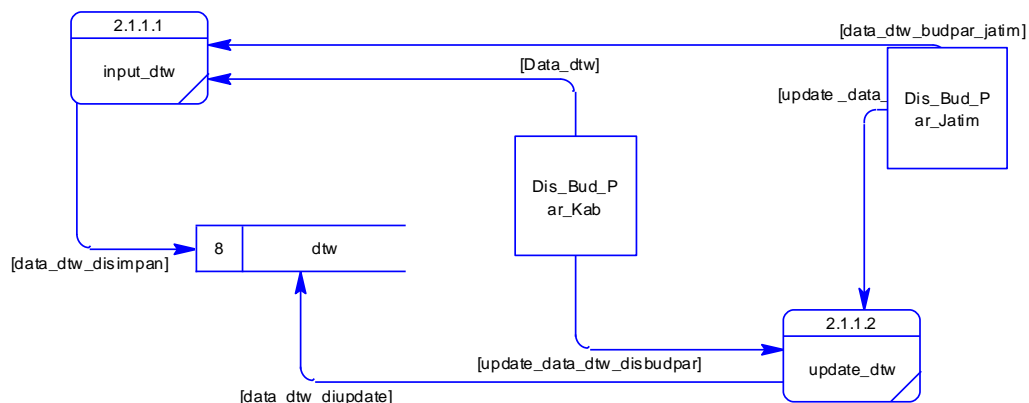 2.1.1.1
input_dtw
[data_dtw_budpar_jatim]
[Data_dtw]
[update _data_
Dis_Bud_P
ar_Jatim
Dis_Bud_P
ar_Kab
8
dtw
[data_dtw_disimpan]
2.1.1.2
update_dtw
[update_data_dtw_disbudpar]
[data_dtw_diupdate]